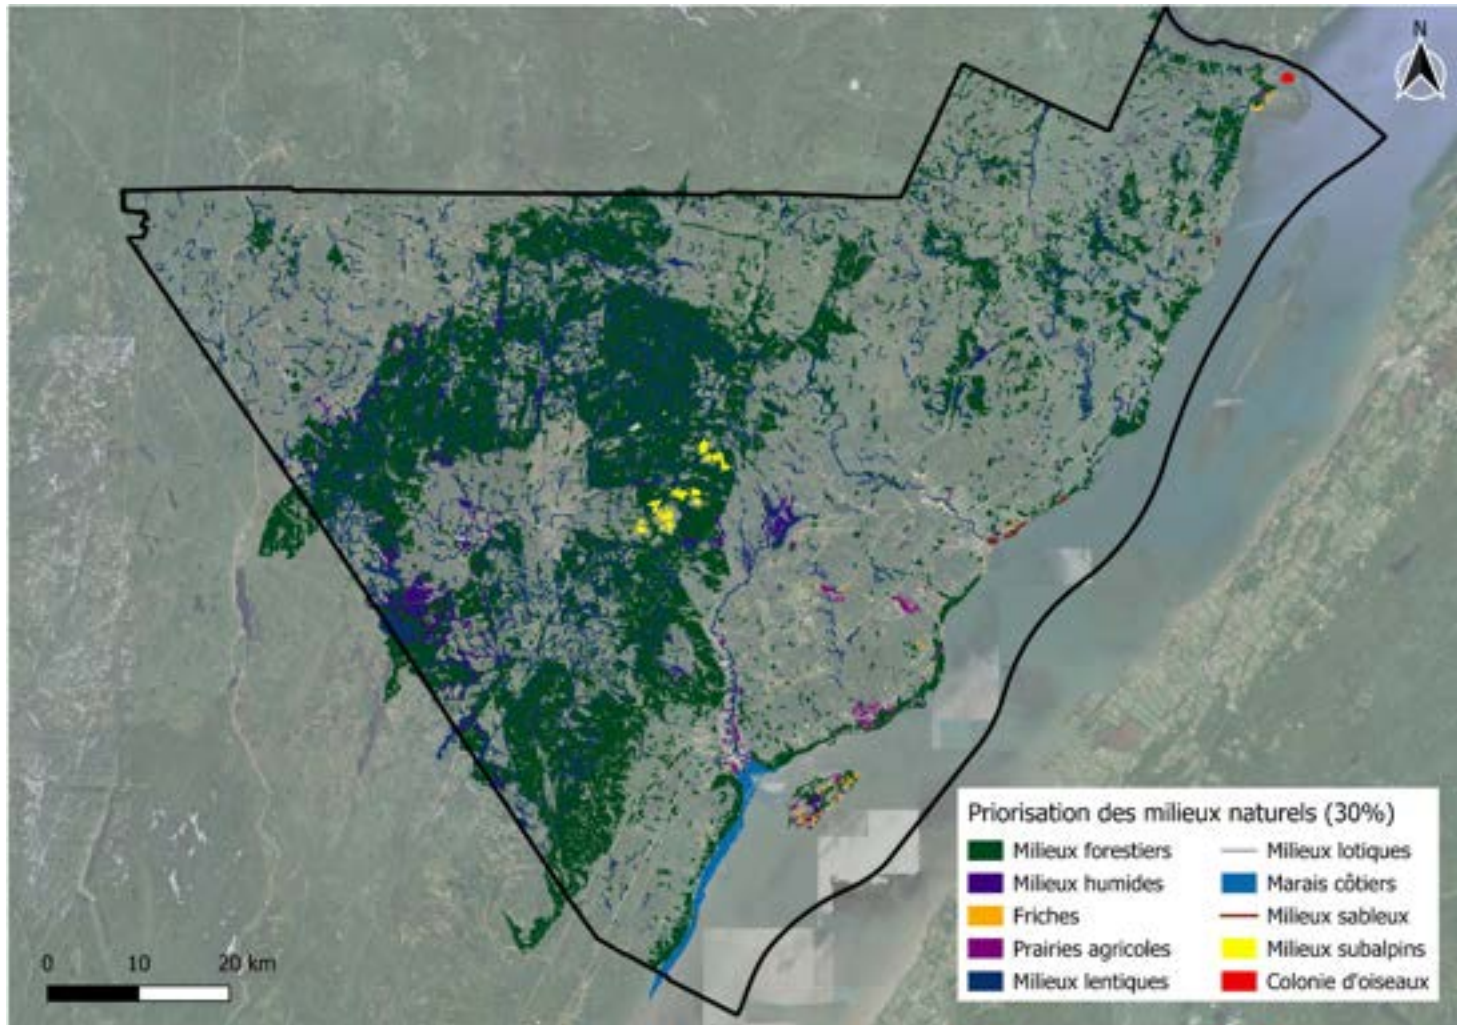 N
Priorisation des milieux naturels (30%)
Milieux forestiers
Milieux humides
Friches
Prairies agricoles
Milieux lentiques
Milieux lotiques
Marais côtiers
Milieux sableux
Milieux subalpins
Colonie d'oiseaux
0 10 20 km